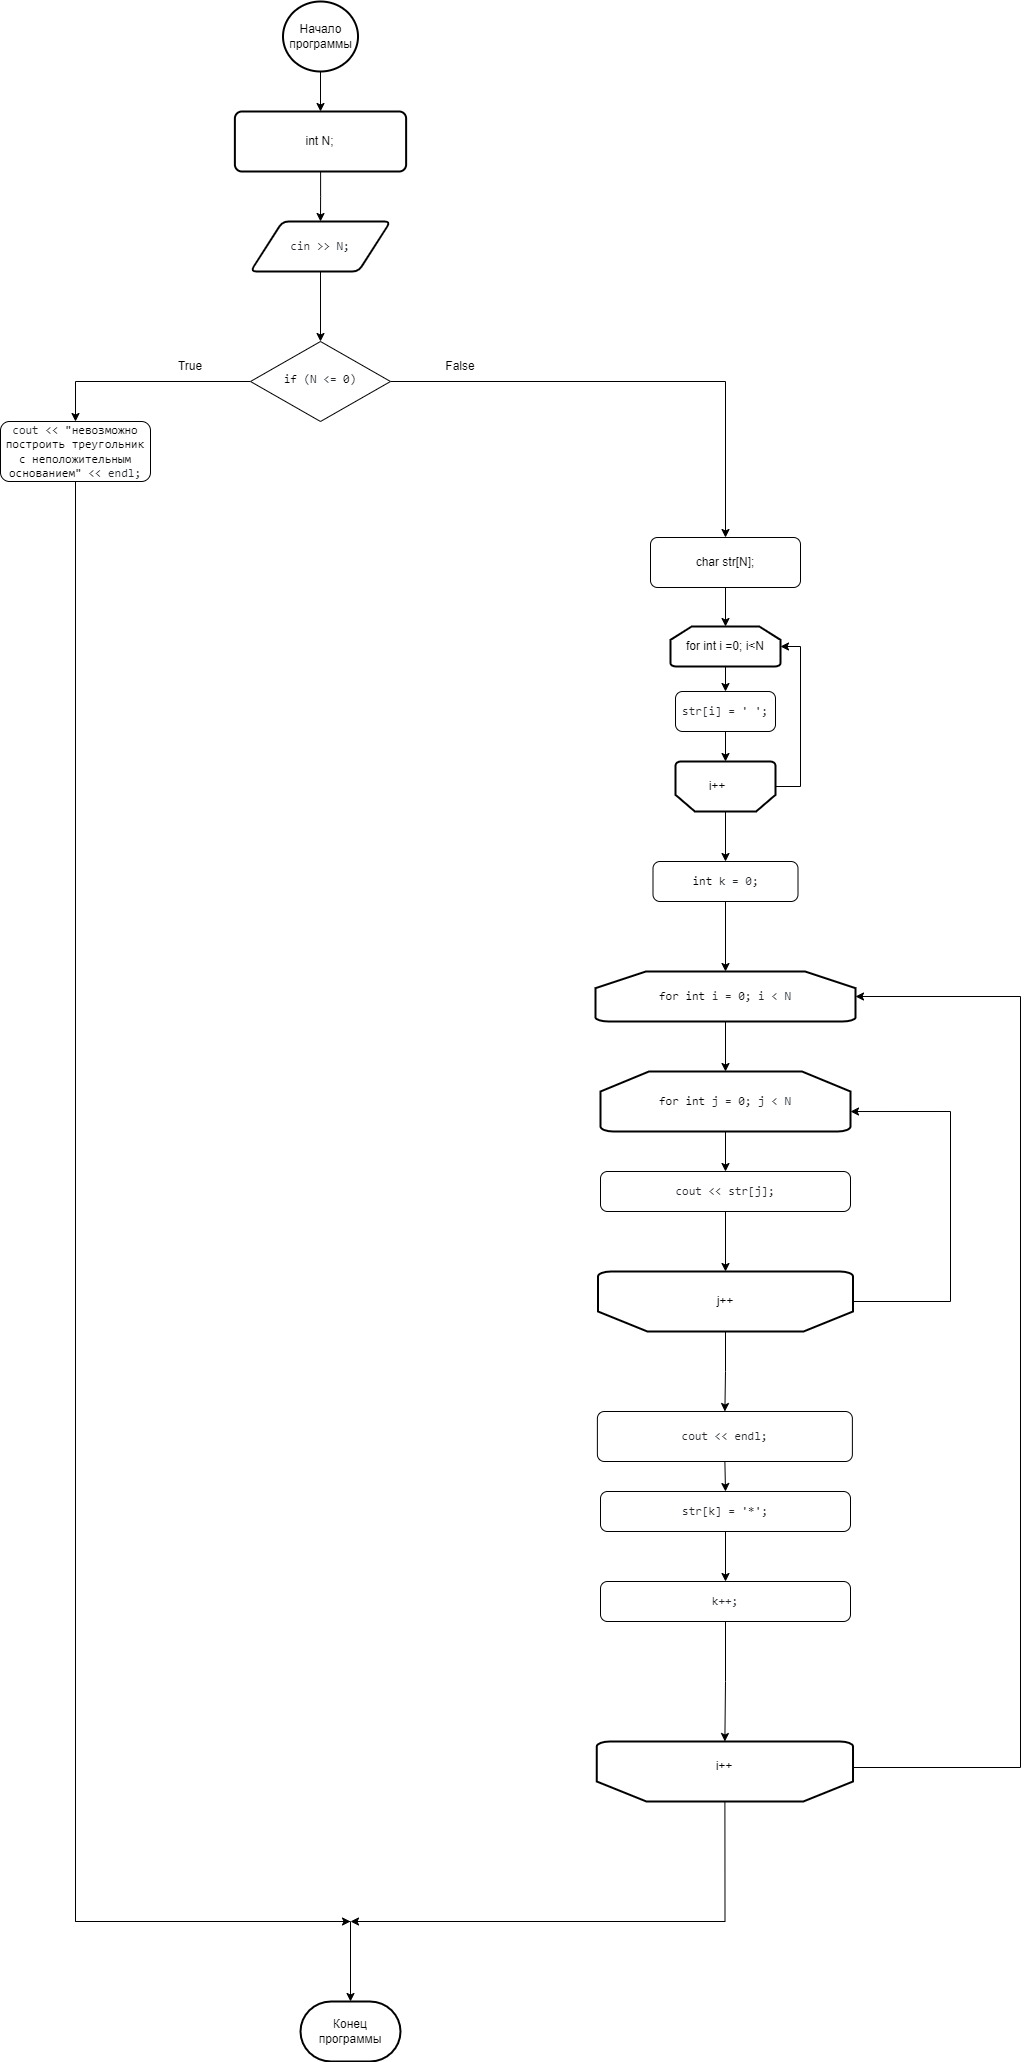 Начало
программы
int N;
cin >> N;
if (N <= 0)
True
False
cout << "невозможно
построить треугольник
с неположительным
основанием" << endl;
char str[N];
for int i =0; i<N
str[i] = ' ';
i++
int k = 0;
for int i = 0; i < N
for int j = 0; j < N
cout << str[j];
j++
cout << endl;
str[k] = '*';
k++;
i++
Конец
программы